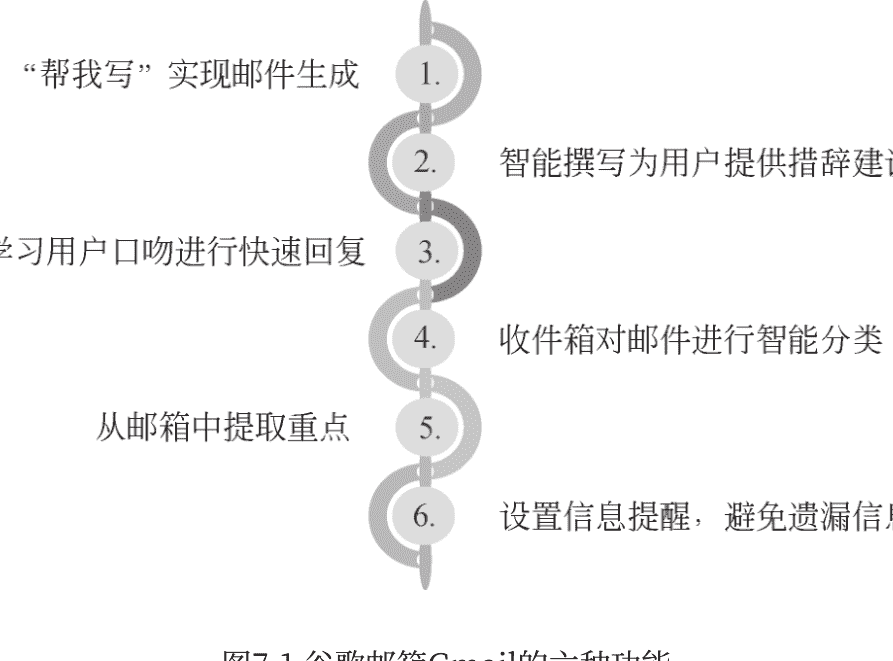 “帮我写”实现邮件生成
1.
2.
智能撰写为用户提供措辞建议
学习用户口吻进行快速回复
3.
4.
收件箱对邮件进行智能分类
从邮箱中提取重点
5.
6.
设置信息提醒，避免遗漏信息
图7-1 谷歌邮箱Gmail的六种功能